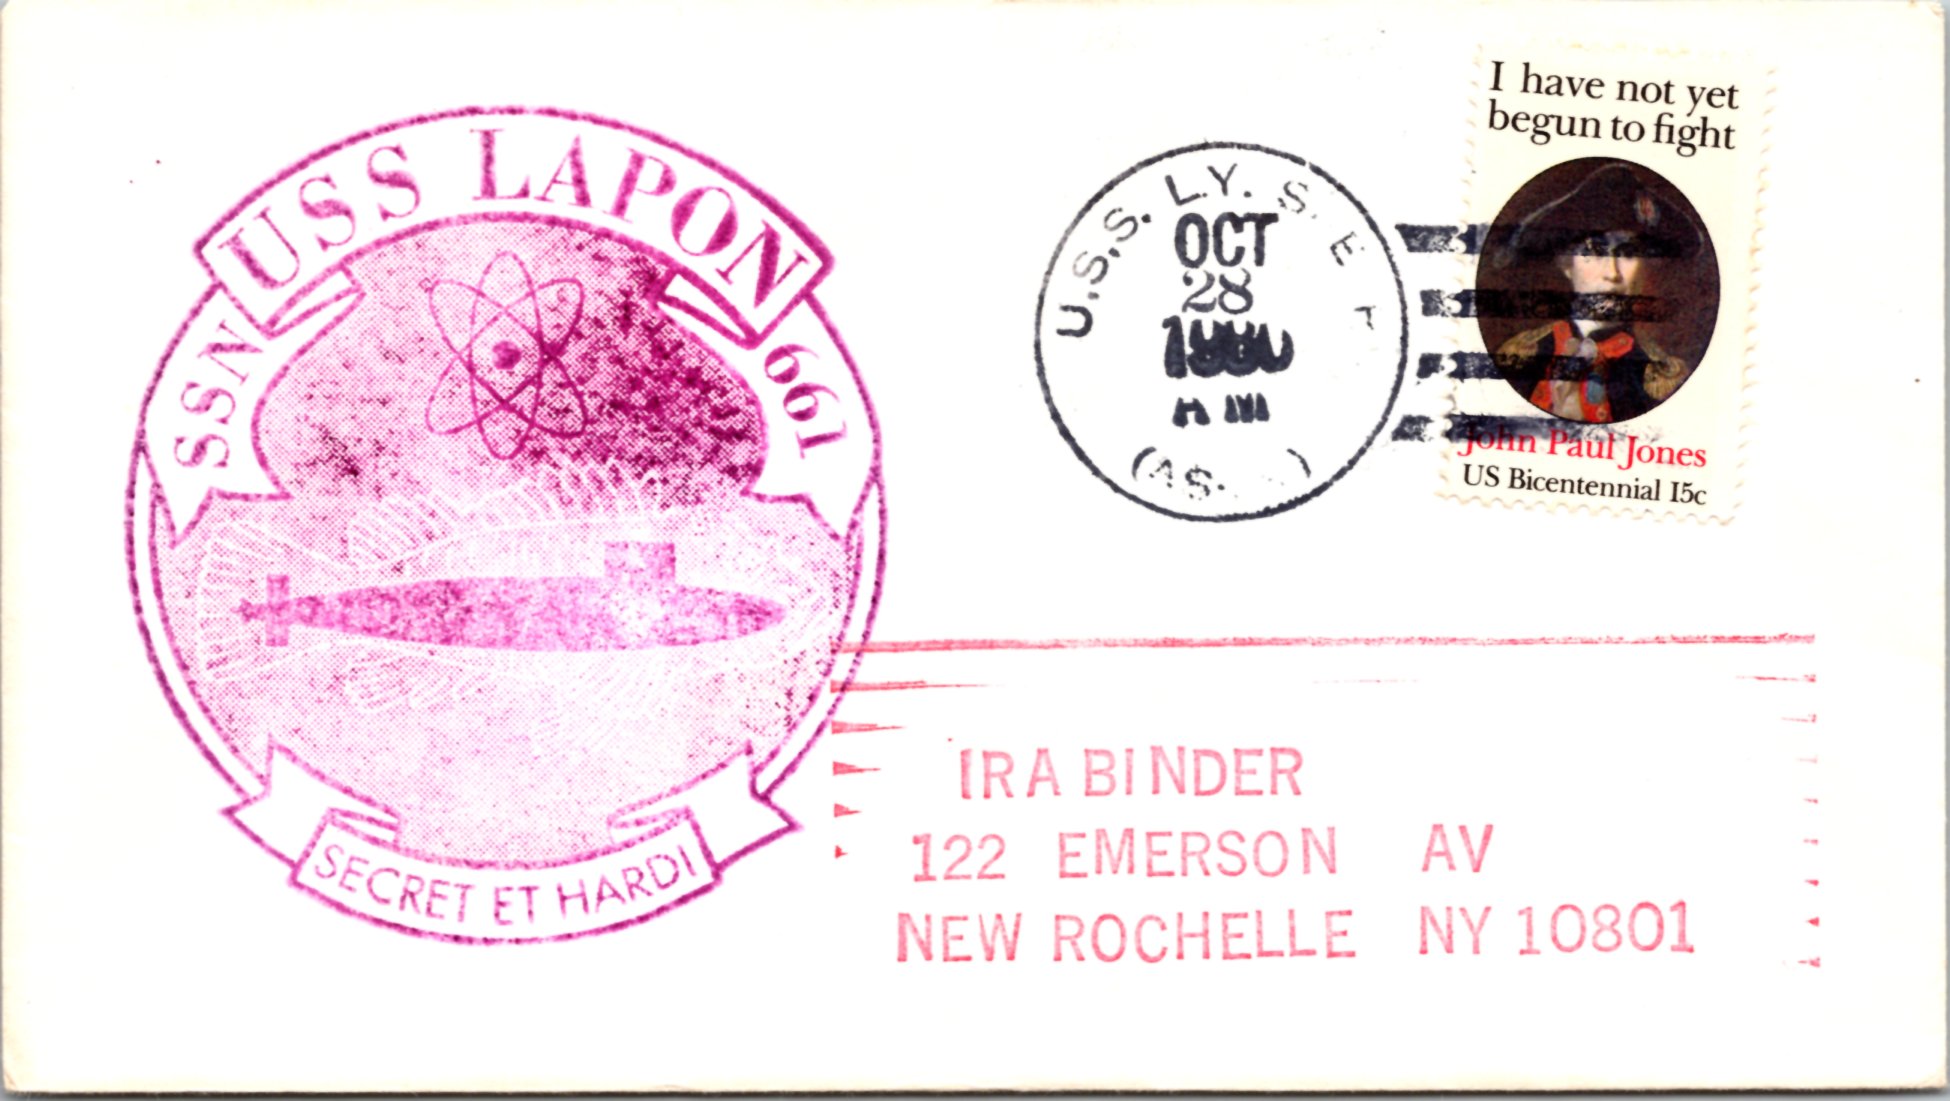 USS LAPON
SSN 661
SECRET ET HARDI
U.S.S. L.Y. S. E
OCT
28
(AS. )
I have not yet
begun to fight
John Paul Jones
US Bicentennial 15c
IRA BINDER
122 EMERSON AV
NEW ROCHELLE NY 10801